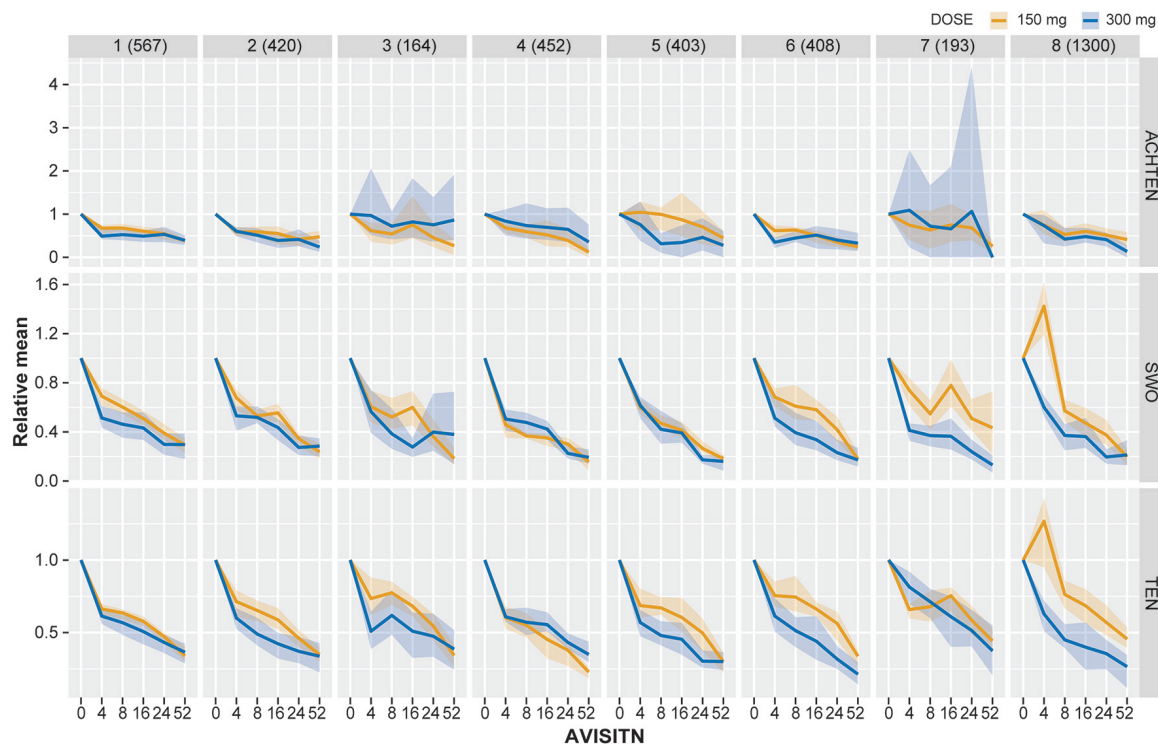 DOSE 150 mg 300 mg
1 (567) 2 (420) 3 (164) 4 (452) 5 (403) 6 (408) 7 (193) 8 (1300)
4
3
2
1
0
ACHTEN
1.6
1.2
0.8
0.4
0.0
SWO
Relative mean
1.0
0.5
TEN
0 4 8 16 24 52 0 4 8 16 24 52 0 4 8 16 24 52 0 4 8 16 24 52 0 4 8 16 24 52 0 4 8 16 24 52 0 4 8 16 24 52 0 4 8 16 24 52
AVISITN